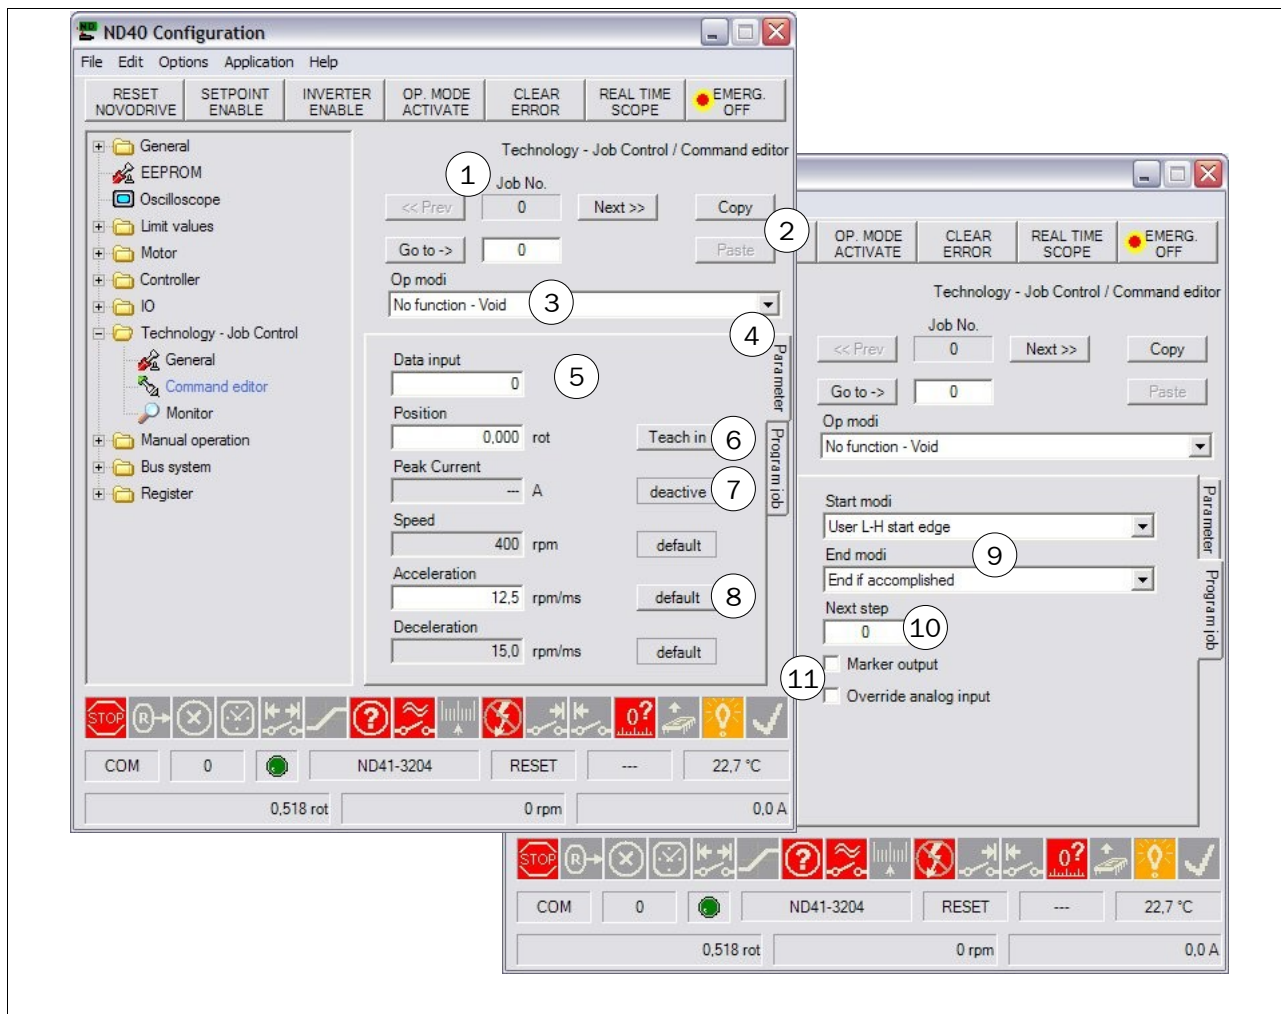 ND40 Configuration
File Edit Options Application Help
RESET NOVODRIVE
SETPOINT ENABLE
INVERTER ENABLE
OP. MODE ACTIVATE
CLEAR ERROR
REAL TIME SCOPE
EMERG. OFF
General
EEPROM
Oscilloscope
Limit values
Motor
Controller
IO
Technology - Job Control
General
Command editor
Monitor
Manual operation
Bus system
Register
Technology - Job Control / Command editor
1
Job No.
<< Prev 0 Next >> Copy
2
Go to -> 0 Paste
Op modi
No function - Void 3
4
Parameter
Program job
Data input
0 5
Position
0,000 rot Teach in 6
Peak Current
--- A deactive 7
Speed
400 rpm default
Acceleration
12,5 rpm/ms default 8
Deceleration
15,0 rpm/ms default
STOP R 0?
COM 0 ND41-3204 RESET --- 22,7 °C
0,518 rot 0 rpm 0,0 A
OP. MODE ACTIVATE
CLEAR ERROR
REAL TIME SCOPE
EMERG. OFF
Technology - Job Control / Command editor
Job No.
<< Prev 0 Next >> Copy
Go to -> 0 Paste
Op modi
No function - Void
Parameter
Program job
Start modi
User L-H start edge
End modi 9
End if accomplished
Next step
0 10
Marker output
11
Override analog input
STOP R ? 0?
COM 0 ND41-3204 RESET --- 22,7 °C
0,518 rot 0 rpm 0,0 A